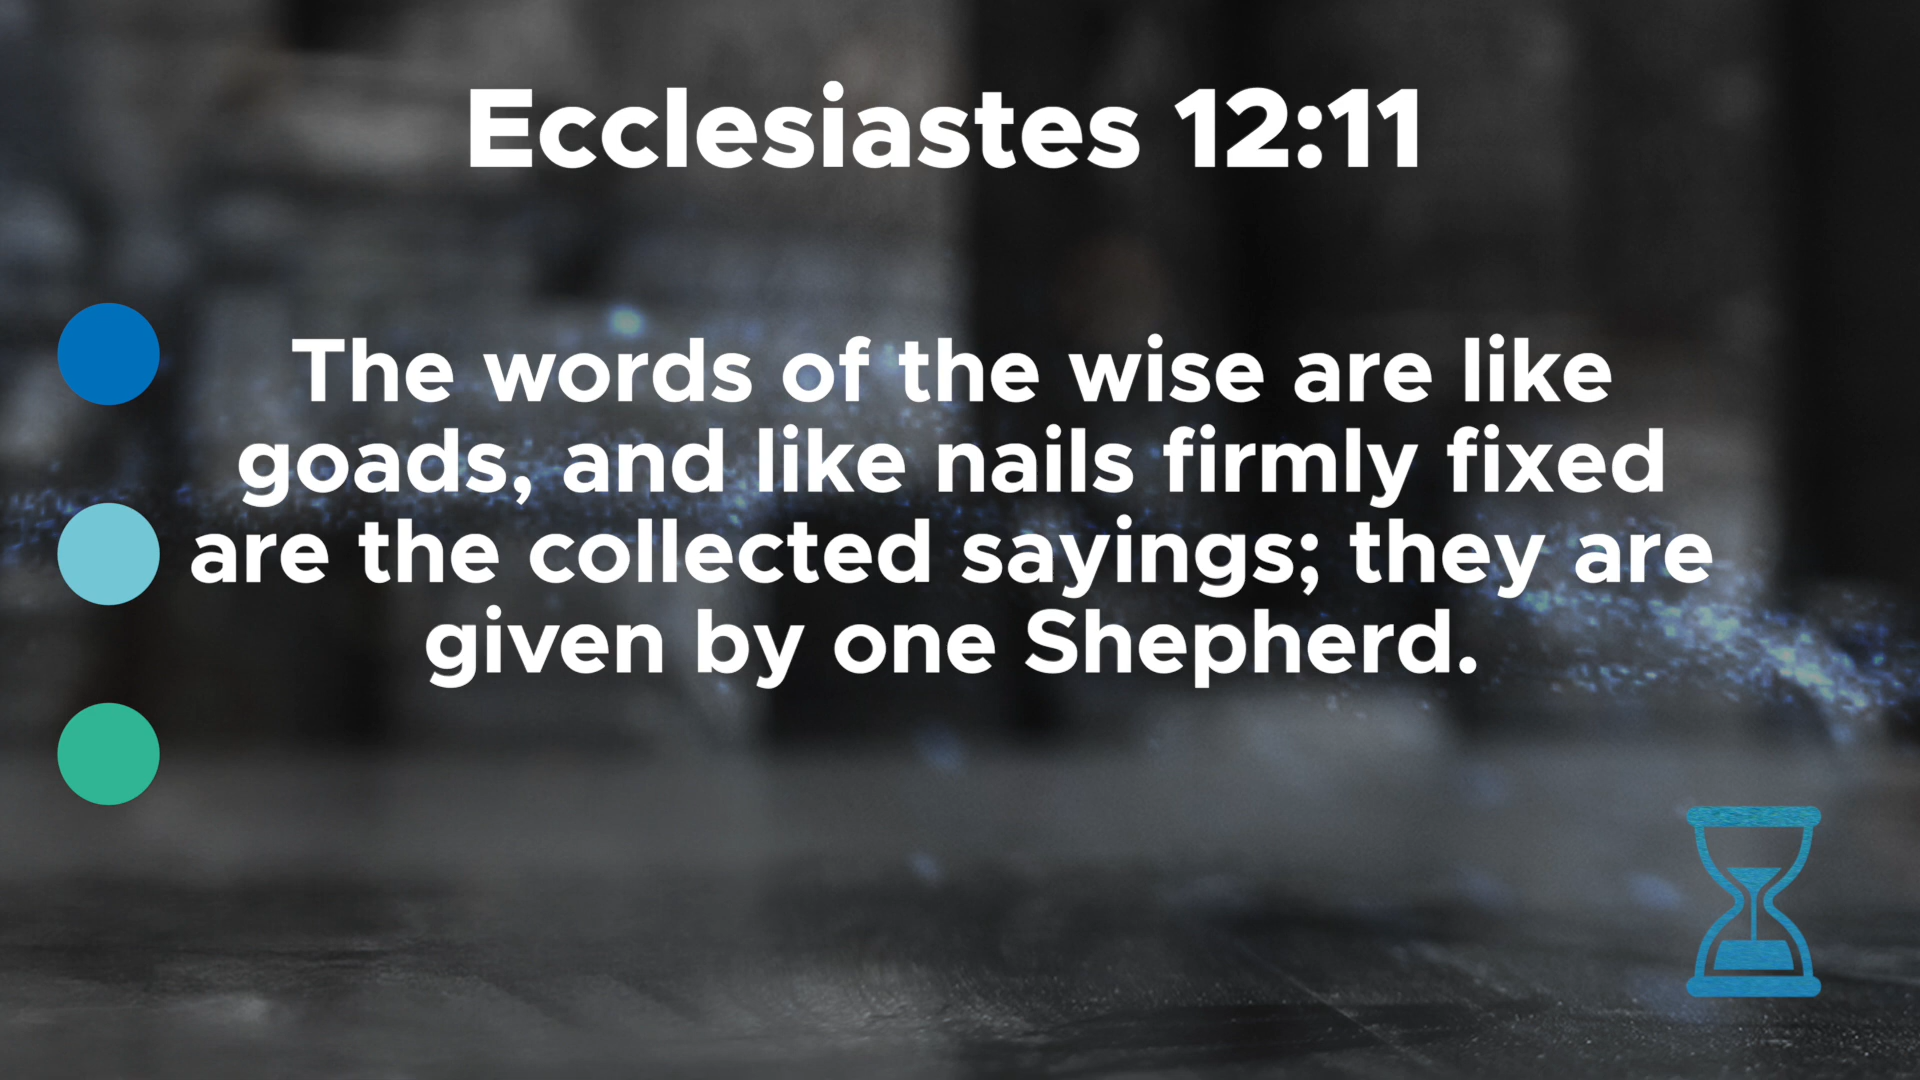 Ecclesiastes 12:11
The words of the wise are like
goads, and like nails firmly fixed
are the collected sayings; they are
given by one Shepherd.